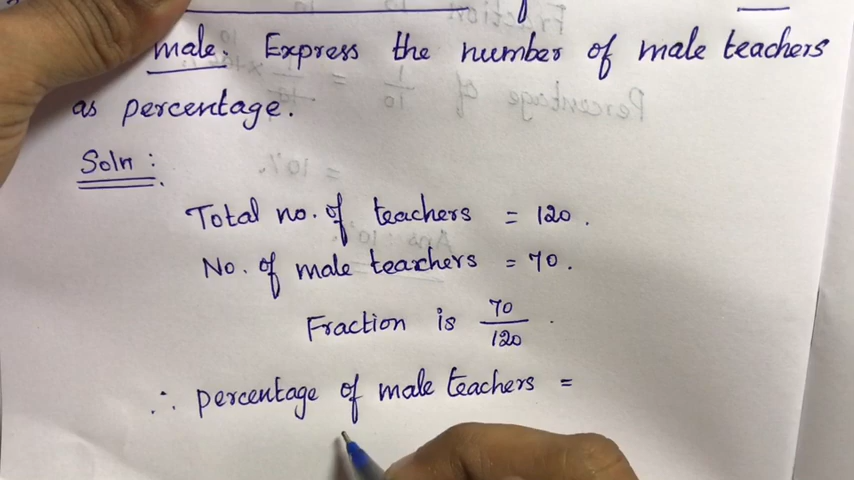 male. Express the number of male teachers
as percentage.
Soln :
Total no. of teachers = 120.
No. of male teachers = 70.
Fraction is 70/120.
∴ percentage of male teachers =